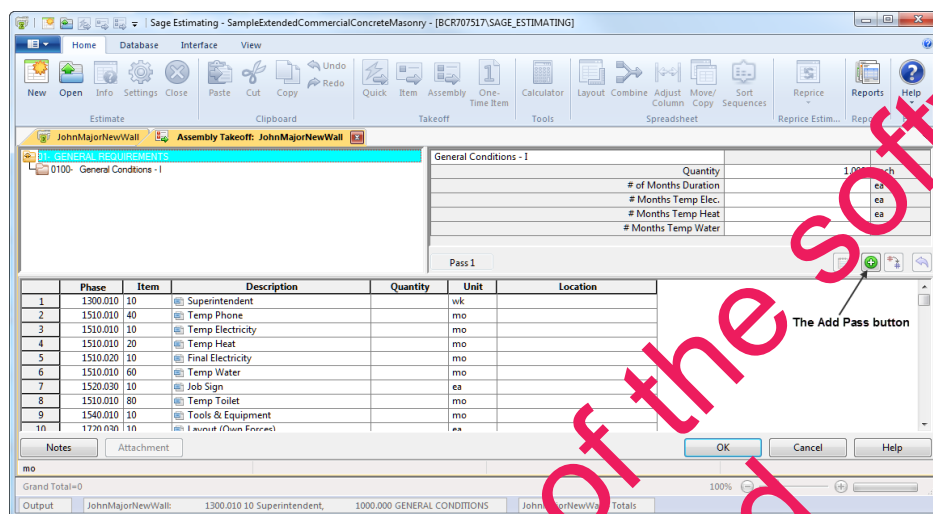 Sage Estimating - SampleExtendedCommercialConcreteMasonry - [BCR707517\SAGE_ESTIMATING]
Home Database Interface View
Undo
Redo
New Open Info Settings Close Paste Cut Copy Quick Item Assembly One-Time Item Calculator Layout Combine Adjust Column Move/Copy Sort Sequences Reprice Reports Help
Estimate Clipboard Takeoff Tools Spreadsheet Reprice Estim...
JohnMajorNewWall Assembly Takeoff: JohnMajorNewWall
01- GENERAL REQUIREMENTS
0100- General Conditions - I
General Conditions - I
Quantity
# of Months Duration ea
# Months Temp Elec. ea
# Months Temp Heat ea
# Months Temp Water
Pass 1
The Add Pass button
Phase Item Description Quantity Unit Location
1 1300.010 10 Superintendent wk
2 1510.010 40 Temp Phone mo
3 1510.010 10 Temp Electricity mo
4 1510.010 20 Temp Heat mo
5 1510.020 10 Final Electricity mo
6 1510.010 60 Temp Water mo
7 1520.030 10 Job Sign ea
8 1510.010 80 Temp Toilet mo
9 1540.010 10 Tools & Equipment mo
10 1720.030 10 Layout (Own Forces) ea
Notes Attachment OK Cancel Help
mo
Grand Total=0 100%
Output JohnMajorNewWall: 1300.010 10 Superintendent, 1000.000 GENERAL CONDITIONS Totals
of the